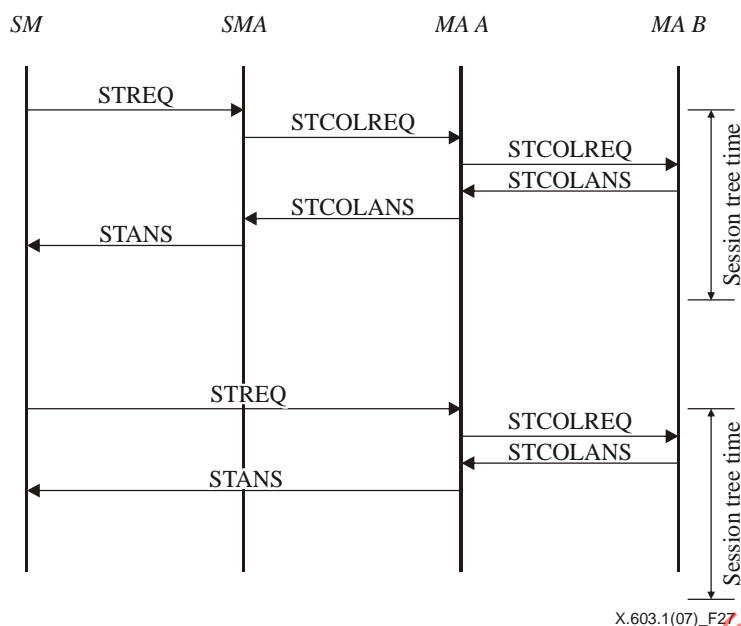 SM SMA MA A MA B
STREQ
STCOLREQ
STCOLREQ
STCOLANS
STCOLANS
STANS
Session tree time
STREQ
STCOLREQ
STCOLANS
STANS
Session tree time
X.603.1(07)_F27